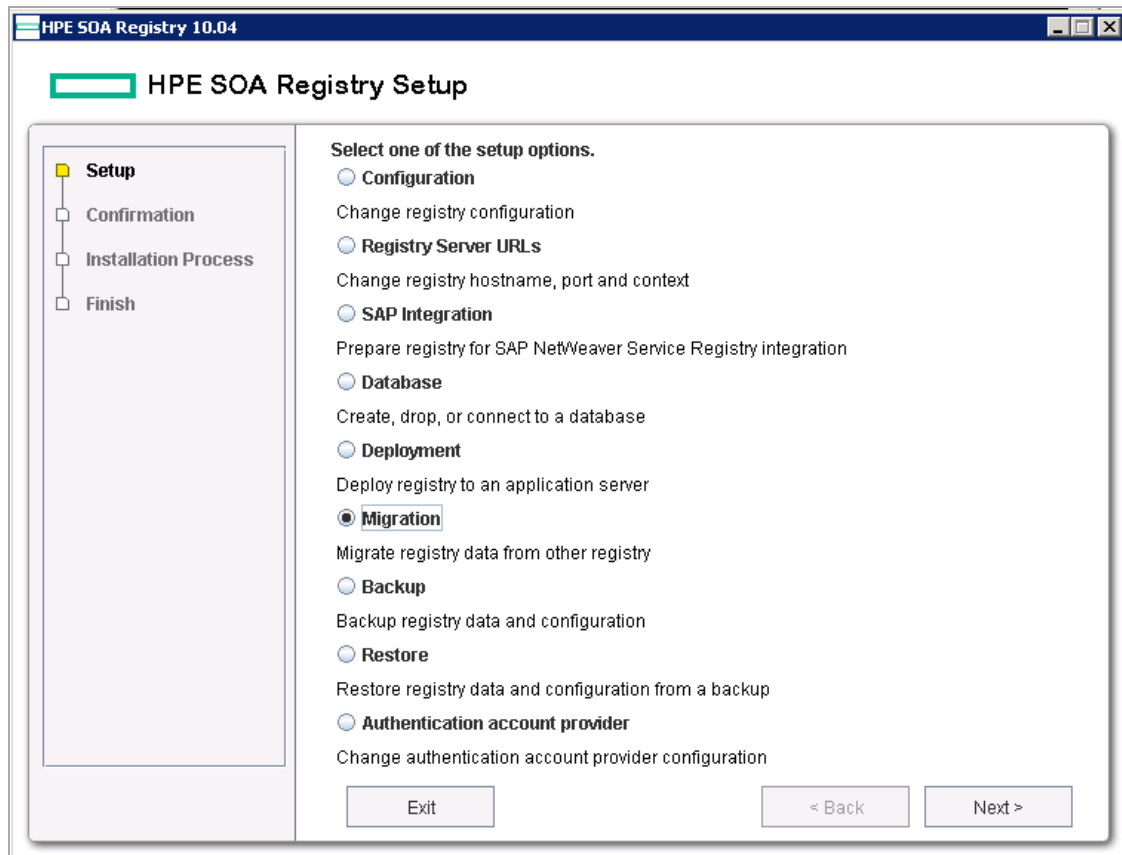 HPE SOA Registry 10.04
HPE SOA Registry Setup
Setup
Confirmation
Installation Process
Finish
Select one of the setup options.
Configuration
Change registry configuration
Registry Server URLs
Change registry hostname, port and context
SAP Integration
Prepare registry for SAP NetWeaver Service Registry integration
Database
Create, drop, or connect to a database
Deployment
Deploy registry to an application server
Migration
Migrate registry data from other registry
Backup
Backup registry data and configuration
Restore
Restore registry data and configuration from a backup
Authentication account provider
Change authentication account provider configuration
Exit
< Back
Next >